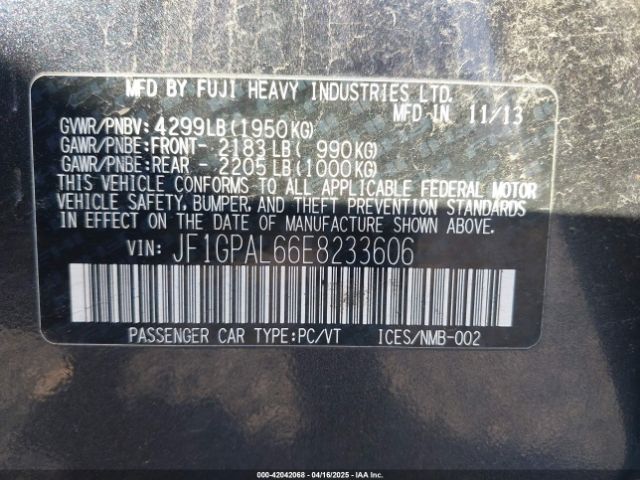 MFD BY FUJI HEAVY INDUSTRIES LTD.
MFD IN 11/13
GVWR/PNBV: 4299LB(1950KG)
GAWR/PNBE:FRONT- 2183LB( 990KG)
GAWR/PNBE:REAR - 2205LB(1000KG)
THIS VEHICLE CONFORMS TO ALL APPLICABLE FEDERAL MOTOR
VEHICLE SAFETY, BUMPER, AND THEFT PREVENTION STANDARDS
IN EFFECT ON THE DATE OF MANUFACTURE SHOWN ABOVE.
VIN: JF1GPAL66E8233606
PASSENGER CAR TYPE:PC/VT ICES/NMB-002
000-42042068 - 04/16/2025 - IAAI.com